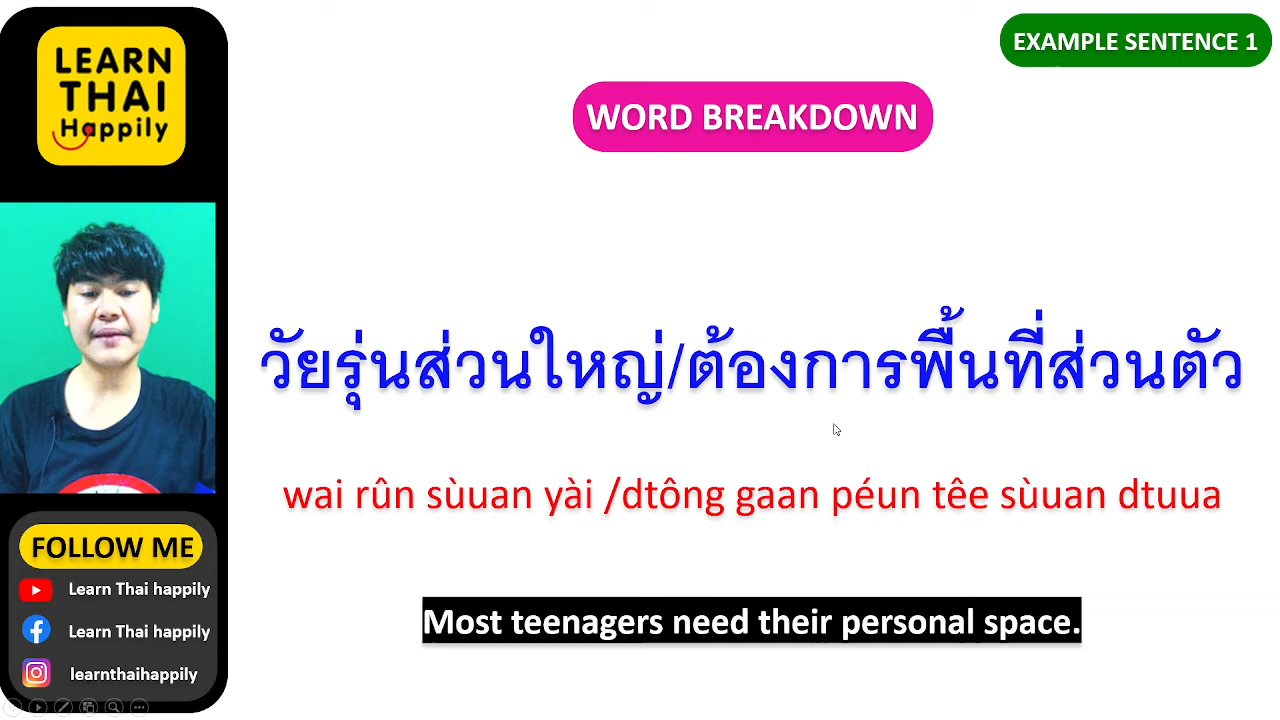 LEARN
THAI
Happily
EXAMPLE SENTENCE 1
WORD BREAKDOWN
วัยรุ่นส่วนใหญ่/ต้องการพื้นที่ส่วนตัว
wai rûn sùuan yài /dtông gaan péun têe sùuan dtuua
Most teenagers need their personal space.
FOLLOW ME
Learn Thai happily
Learn Thai happily
learnthaihappily